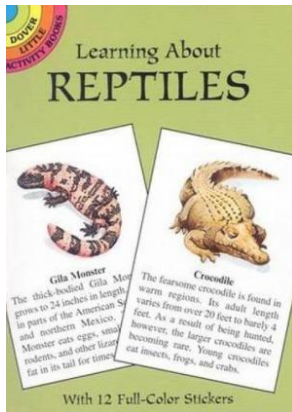 DOVER
LITTLE
ACTIVITY BOOKS
Learning About
REPTILES
Gila Monster
The thick-bodied Gila Mon
grows to 24 inches in length,
in parts of the American S
and northern Mexico.
Monster eats eggs, smal
rodents, and other lizar
fat in its tail for times
Crocodile
The fearsome crocodile is found in
warm regions. Its adult length
varies from over 20 feet to barely 4
feet. As a result of being hunted,
however, the larger crocodiles are
becoming rare. Young crocodiles
eat insects, frogs, and crabs.
With 12 Full-Color Stickers